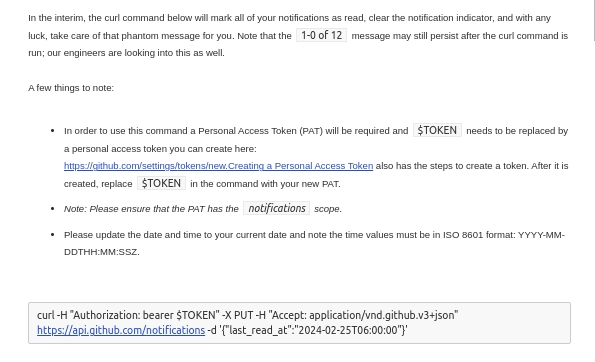 In the interim, the curl command below will mark all of your notifications as read, clear the notification indicator, and with any
luck, take care of that phantom message for you. Note that the 1-0 of 12 message may still persist after the curl command is
run; our engineers are looking into this as well.
A few things to note:
• In order to use this command a Personal Access Token (PAT) will be required and $TOKEN needs to be replaced by
a personal access token you can create here:
https://github.com/settings/tokens/new.Creating a Personal Access Token also has the steps to create a token. After it is
created, replace $TOKEN in the command with your new PAT.
• Note: Please ensure that the PAT has the notifications scope.
• Please update the date and time to your current date and note the time values must be in ISO 8601 format: YYYY-MM-
DDTHH:MM:SSZ.
curl -H "Authorization: bearer $TOKEN" -X PUT -H "Accept: application/vnd.github.v3+json"
https://api.github.com/notifications -d '{"last_read_at":"2024-02-25T06:00:00"}'